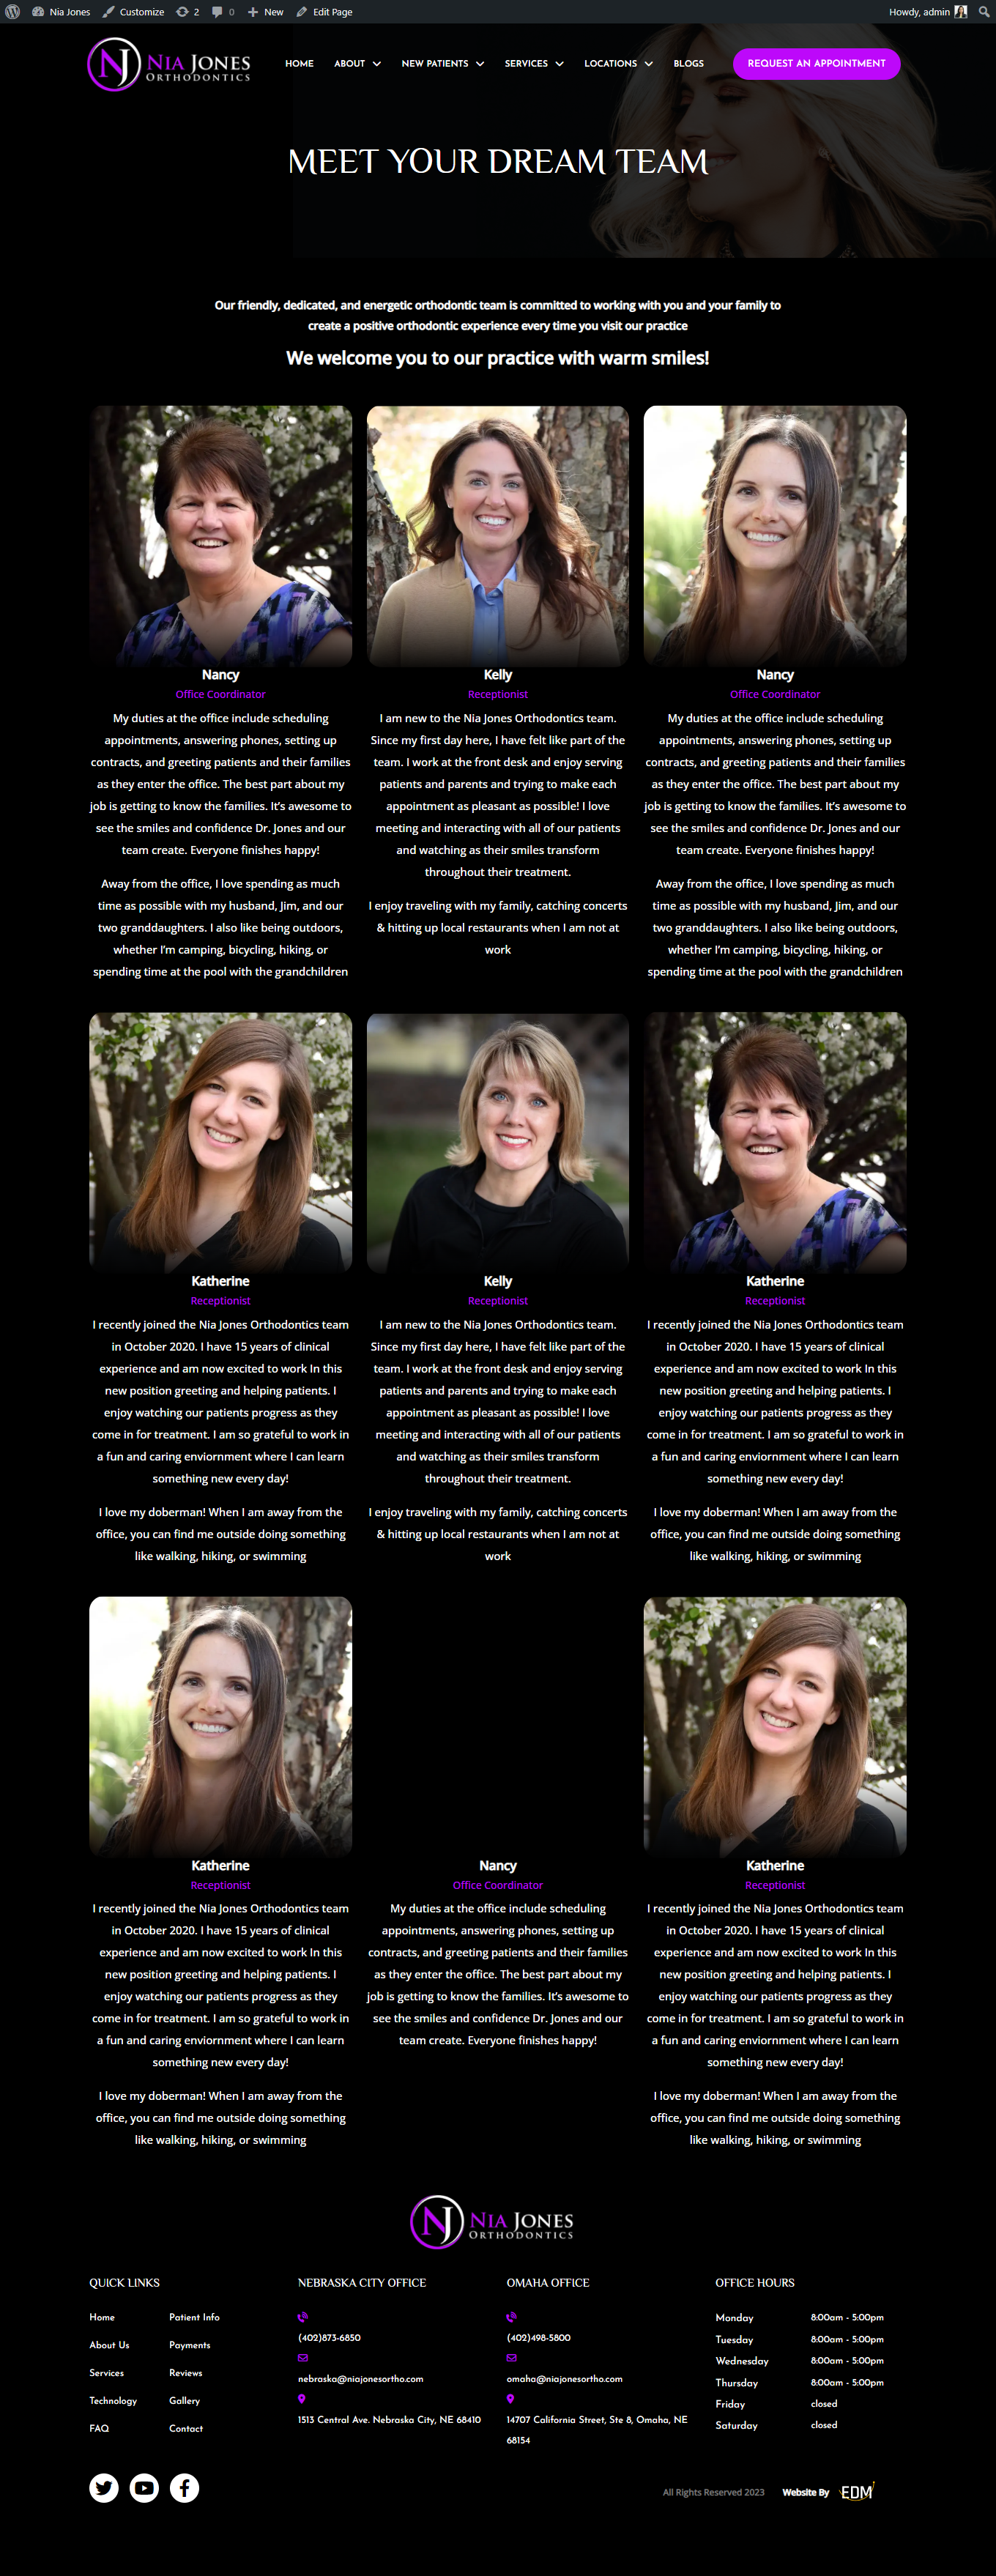 Nia Jones Customize 2 0 New Edit Page Howdy, admin
NIA JONES
ORTHODONTICS
HOME ABOUT NEW PATIENTS SERVICES LOCATIONS BLOGS REQUEST AN APPOINTMENT
MEET YOUR DREAM TEAM
Our friendly, dedicated, and energetic orthodontic team is committed to working with you and your family to
create a positive orthodontic experience every time you visit our practice
We welcome you to our practice with warm smiles!
Nancy
Office Coordinator
My duties at the office include scheduling
appointments, answering phones, setting up
contracts, and greeting patients and their families
as they enter the office. The best part about my
job is getting to know the families. It’s awesome to
see the smiles and confidence Dr. Jones and our
team create. Everyone finishes happy!
Away from the office, I love spending as much
time as possible with my husband, Jim, and our
two granddaughters. I also like being outdoors,
whether I’m camping, bicycling, hiking, or
spending time at the pool with the grandchildren
Kelly
Receptionist
I am new to the Nia Jones Orthodontics team.
Since my first day here, I have felt like part of the
team. I work at the front desk and enjoy serving
patients and parents and trying to make each
appointment as pleasant as possible! I love
meeting and interacting with all of our patients
and watching as their smiles transform
throughout their treatment.
I enjoy traveling with my family, catching concerts
& hitting up local restaurants when I am not at
work
Nancy
Office Coordinator
My duties at the office include scheduling
appointments, answering phones, setting up
contracts, and greeting patients and their families
as they enter the office. The best part about my
job is getting to know the families. It’s awesome to
see the smiles and confidence Dr. Jones and our
team create. Everyone finishes happy!
Away from the office, I love spending as much
time as possible with my husband, Jim, and our
two granddaughters. I also like being outdoors,
whether I’m camping, bicycling, hiking, or
spending time at the pool with the grandchildren
Katherine
Receptionist
I recently joined the Nia Jones Orthodontics team
in October 2020. I have 15 years of clinical
experience and am now excited to work In this
new position greeting and helping patients. I
enjoy watching our patients progress as they
come in for treatment. I am so grateful to work in
a fun and caring enviornment where I can learn
something new every day!
I love my doberman! When I am away from the
office, you can find me outside doing something
like walking, hiking, or swimming
Kelly
Receptionist
I am new to the Nia Jones Orthodontics team.
Since my first day here, I have felt like part of the
team. I work at the front desk and enjoy serving
patients and parents and trying to make each
appointment as pleasant as possible! I love
meeting and interacting with all of our patients
and watching as their smiles transform
throughout their treatment.
I enjoy traveling with my family, catching concerts
& hitting up local restaurants when I am not at
work
Katherine
Receptionist
I recently joined the Nia Jones Orthodontics team
in October 2020. I have 15 years of clinical
experience and am now excited to work In this
new position greeting and helping patients. I
enjoy watching our patients progress as they
come in for treatment. I am so grateful to work in
a fun and caring enviornment where I can learn
something new every day!
I love my doberman! When I am away from the
office, you can find me outside doing something
like walking, hiking, or swimming
Katherine
Receptionist
I recently joined the Nia Jones Orthodontics team
in October 2020. I have 15 years of clinical
experience and am now excited to work In this
new position greeting and helping patients. I
enjoy watching our patients progress as they
come in for treatment. I am so grateful to work in
a fun and caring enviornment where I can learn
something new every day!
I love my doberman! When I am away from the
office, you can find me outside doing something
like walking, hiking, or swimming
Nancy
Office Coordinator
My duties at the office include scheduling
appointments, answering phones, setting up
contracts, and greeting patients and their families
as they enter the office. The best part about my
job is getting to know the families. It’s awesome to
see the smiles and confidence Dr. Jones and our
team create. Everyone finishes happy!
Katherine
Receptionist
I recently joined the Nia Jones Orthodontics team
in October 2020. I have 15 years of clinical
experience and am now excited to work In this
new position greeting and helping patients. I
enjoy watching our patients progress as they
come in for treatment. I am so grateful to work in
a fun and caring enviornment where I can learn
something new every day!
I love my doberman! When I am away from the
office, you can find me outside doing something
like walking, hiking, or swimming
NIA JONES
ORTHODONTICS
QUICK LINKS
Home Patient Info
About Us Payments
Services Reviews
Technology Gallery
FAQ Contact
NEBRASKA CITY OFFICE
(402)873-6850
nebraska@niajonesortho.com
1513 Central Ave. Nebraska City, NE 68410
OMAHA OFFICE
(402)498-5800
omaha@niajonesortho.com
14707 California Street, Ste 8, Omaha, NE
68154
OFFICE HOURS
Monday 8:00am - 5:00pm
Tuesday 8:00am - 5:00pm
Wednesday 8:00am - 5:00pm
Thursday 8:00am - 5:00pm
Friday closed
Saturday closed
All Rights Reserved 2023 Website By EDM